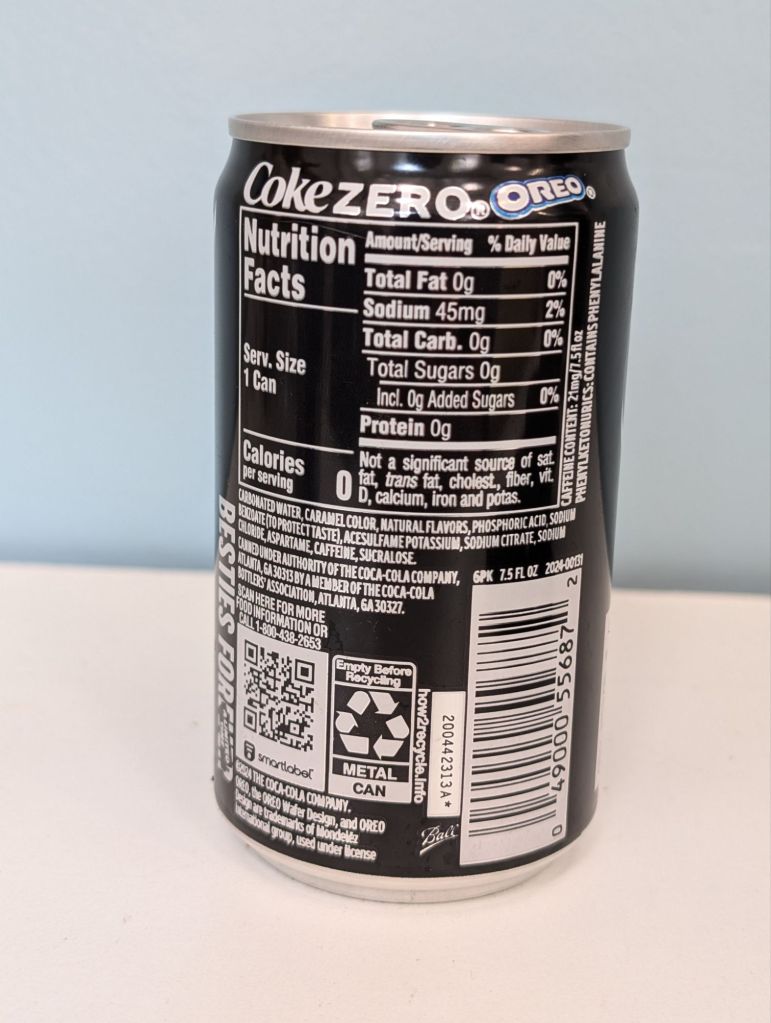 Coke ZERO® OREO®
Nutrition
Facts
Serv. Size
1 Can
Calories
per serving
0
Amount/Serving % Daily Value
Total Fat 0g 0%
Sodium 45mg 2%
Total Carb. 0g 0%
Total Sugars 0g
Incl. 0g Added Sugars 0%
Protein 0g
Not a significant source of sat.
fat, trans fat, cholest., fiber, vit.
D, calcium, iron and potas.
CAFFEINE CONTENT: 21mg/7.5 fl oz
PHENYLKETONURICS: CONTAINS PHENYLALANINE
CARBONATED WATER, CARAMEL COLOR, NATURAL FLAVORS, PHOSPHORIC ACID, SODIUM
BENZOATE (TO PROTECT TASTE), ACESULFAME POTASSIUM, SODIUM CITRATE, SODIUM
CHLORIDE, ASPARTAME, CAFFEINE, SUCRALOSE.
CANNED UNDER AUTHORITY OF THE COCA-COLA COMPANY,
ATLANTA, GA 30313 BY A MEMBER OF THE COCA-COLA
BOTTLERS' ASSOCIATION, ATLANTA, GA 30327.
SCAN HERE FOR MORE
FOOD INFORMATION OR
CALL 1-800-438-2653
smartlabel
Empty Before
Recycling
METAL
CAN
how2recycle.info
200442313A*
6PK 7.5 FL OZ 2024-00131
0 49000 55687 2
©2024 THE COCA-COLA COMPANY.
OREO, the OREO Wafer Design, and OREO
Design are trademarks of Mondelēz
International group, used under license
Ball
BESTIES FOR